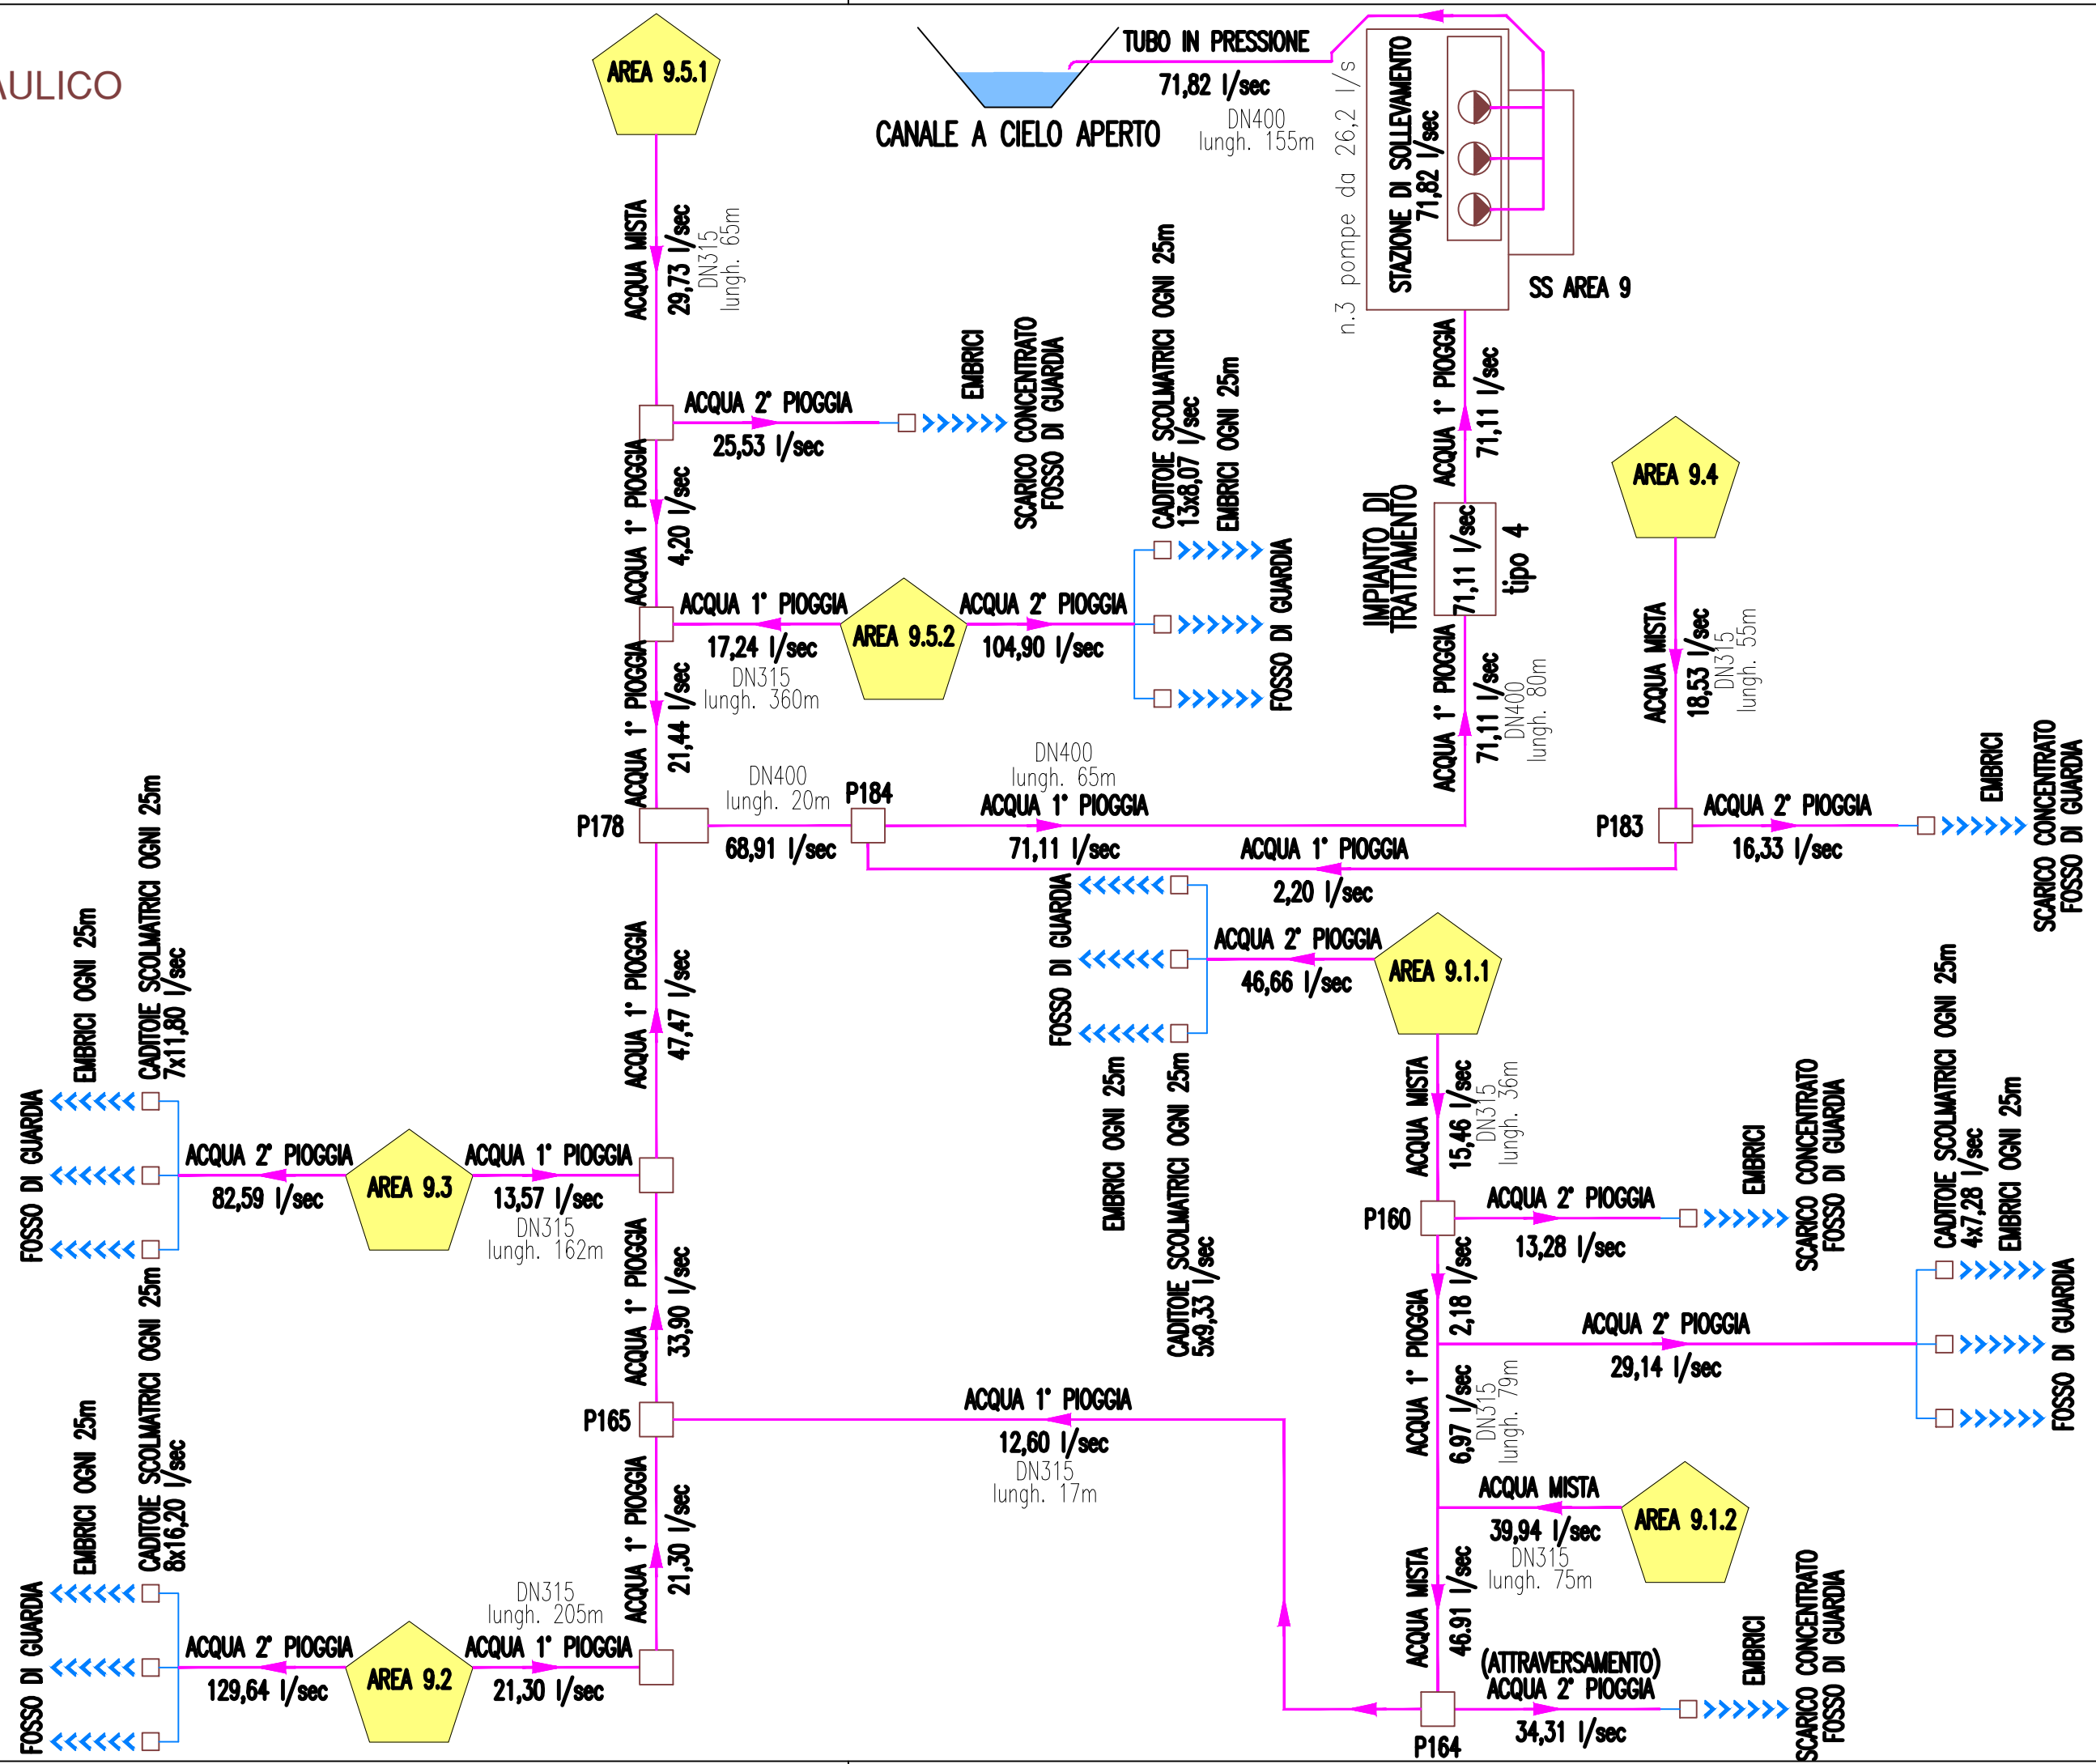 AULICO
AREA 9.5.1
TUBO IN PRESSIONE
71,82 l/sec
DN400
lungh. 155m
CANALE A CIELO APERTO
n.3 pompe da 26,2 l/s
STAZIONE DI SOLLEVAMENTO
71,82 l/sec
SS AREA 9
ACQUA MISTA
29,73 l/sec
DN315
lungh. 65m
ACQUA 2° PIOGGIA
25,53 l/sec
EMBRICI
SCARICO CONCENTRATO
FOSSO DI GUARDIA
ACQUA 1° PIOGGIA
4,20 l/sec
CADITOIE SCOLMATRICI OGNI 25m
13x8,07 l/sec
EMBRICI OGNI 25m
FOSSO DI GUARDIA
ACQUA 1° PIOGGIA
17,24 l/sec
DN315
lungh. 360m
AREA 9.5.2
ACQUA 2° PIOGGIA
104,90 l/sec
ACQUA 1° PIOGGIA
71,11 l/sec
IMPIANTO DI
TRATTAMENTO
71,11 l/sec
tipo 4
ACQUA 1° PIOGGIA
71,11 l/sec
DN400
lungh. 80m
AREA 9.4
ACQUA MISTA
18,53 l/sec
DN315
lungh. 55m
ACQUA 1° PIOGGIA
21,44 l/sec
P178
DN400
lungh. 20m
68,91 l/sec
P184
DN400
lungh. 65m
ACQUA 1° PIOGGIA
71,11 l/sec
ACQUA 1° PIOGGIA
2,20 l/sec
P183
ACQUA 2° PIOGGIA
16,33 l/sec
EMBRICI
SCARICO CONCENTRATO
FOSSO DI GUARDIA
FOSSO DI GUARDIA
ACQUA 2° PIOGGIA
46,66 l/sec
AREA 9.1.1
EMBRICI OGNI 25m
CADITOIE SCOLMATRICI OGNI 25m
5x9,33 l/sec
ACQUA 1° PIOGGIA
47,47 l/sec
EMBRICI OGNI 25m
CADITOIE SCOLMATRICI OGNI 25m
7x11,80 l/sec
FOSSO DI GUARDIA
ACQUA 2° PIOGGIA
82,59 l/sec
AREA 9.3
ACQUA 1° PIOGGIA
13,57 l/sec
DN315
lungh. 162m
ACQUA MISTA
15,46 l/sec
DN315
lungh. 36m
P160
ACQUA 2° PIOGGIA
13,28 l/sec
EMBRICI
SCARICO CONCENTRATO
FOSSO DI GUARDIA
ACQUA 1° PIOGGIA
2,18 l/sec
6,97 l/sec
DN315
lungh. 79m
ACQUA 2° PIOGGIA
29,14 l/sec
CADITOIE SCOLMATRICI OGNI 25m
4x7,28 l/sec
EMBRICI OGNI 25m
FOSSO DI GUARDIA
ACQUA 1° PIOGGIA
33,90 l/sec
P165
ACQUA 1° PIOGGIA
12,60 l/sec
DN315
lungh. 17m
ACQUA MISTA
39,94 l/sec
DN315
lungh. 75m
AREA 9.1.2
ACQUA MISTA
46.91 l/sec
P164
(ATTRAVERSAMENTO)
ACQUA 2° PIOGGIA
34,31 l/sec
EMBRICI
SCARICO CONCENTRATO
FOSSO DI GUARDIA
EMBRICI OGNI 25m
CADITOIE SCOLMATRICI OGNI 25m
8x16,20 l/sec
FOSSO DI GUARDIA
ACQUA 2° PIOGGIA
129,64 l/sec
AREA 9.2
ACQUA 1° PIOGGIA
21,30 l/sec
DN315
lungh. 205m
ACQUA 1° PIOGGIA
21,30 l/sec